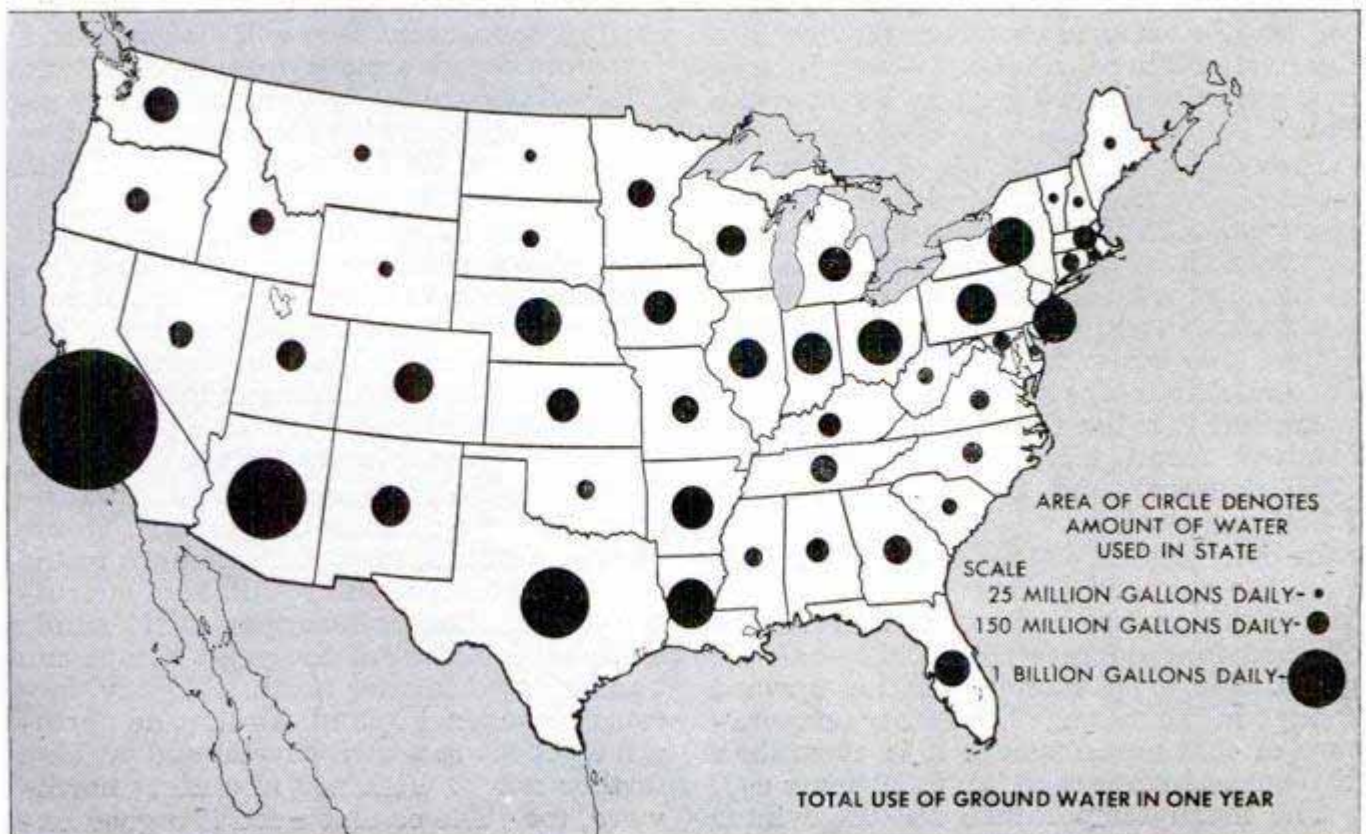 AREA OF CIRCLE DENOTES
AMOUNT OF WATER
USED IN STATE
SCALE
25 MILLION GALLONS DAILY-
150 MILLION GALLONS DAILY-
1 BILLION GALLONS DAILY-
TOTAL USE OF GROUND WATER IN ONE YEAR